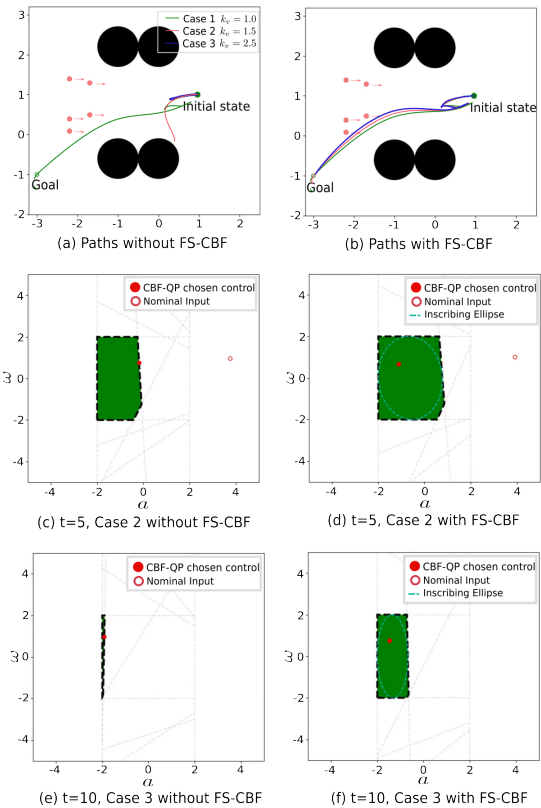 3
2
1
0
−1
−2
Case 1 k_v = 1.0
Case 2 k_v = 1.5
Case 3 k_v = 2.5
Initial state
Goal
−3 −2 −1 0 1 2
(a) Paths without FS-CBF
3
2
1
0
−1
−2
Initial state
Goal
−3 −2 −1 0 1 2
(b) Paths with FS-CBF
4
2
0
-2
-4
ω
CBF-QP chosen control
Nominal Input
-4 -2 0 2 4
a
(c) t=5, Case 2 without FS-CBF
4
2
0
-2
-4
ω
CBF-QP chosen control
Nominal Input
Inscribing Ellipse
-4 -2 0 2 4
a
(d) t=5, Case 2 with FS-CBF
4
2
0
-2
-4
ω
CBF-QP chosen control
Nominal Input
-4 -2 0 2 4
a
(e) t=10, Case 3 without FS-CBF
4
2
0
-2
-4
ω
CBF-QP chosen control
Nominal Input
Inscribing Ellipse
-4 -2 0 2 4
a
(f) t=10, Case 3 with FS-CBF